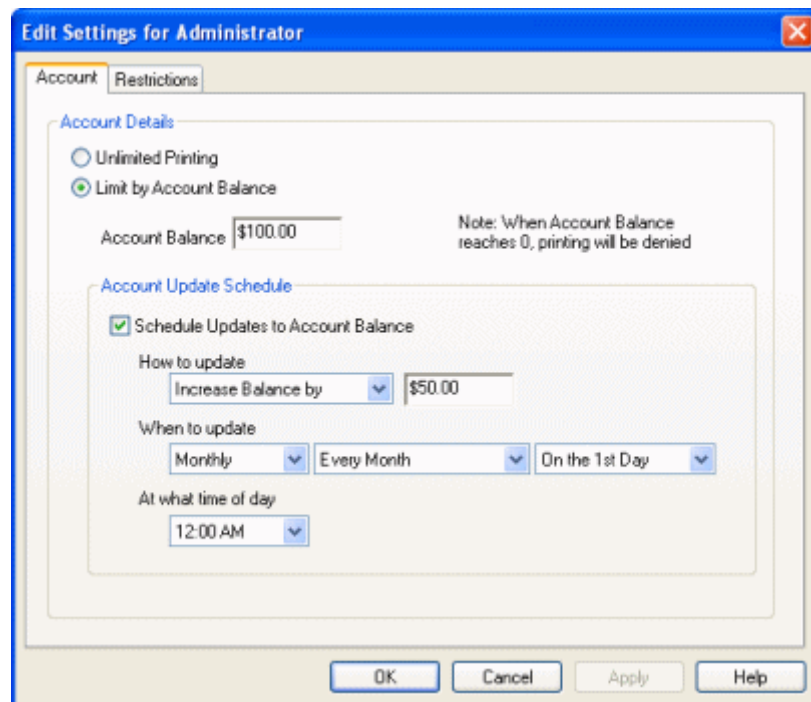 Edit Settings for Administrator
Account Restrictions
Account Details
Unlimited Printing
Limit by Account Balance
Account Balance $100.00
Note: When Account Balance
reaches 0, printing will be denied
Account Update Schedule
Schedule Updates to Account Balance
How to update
Increase Balance by $50.00
When to update
Monthly Every Month On the 1st Day
At what time of day
12:00 AM
OK Cancel Apply Help